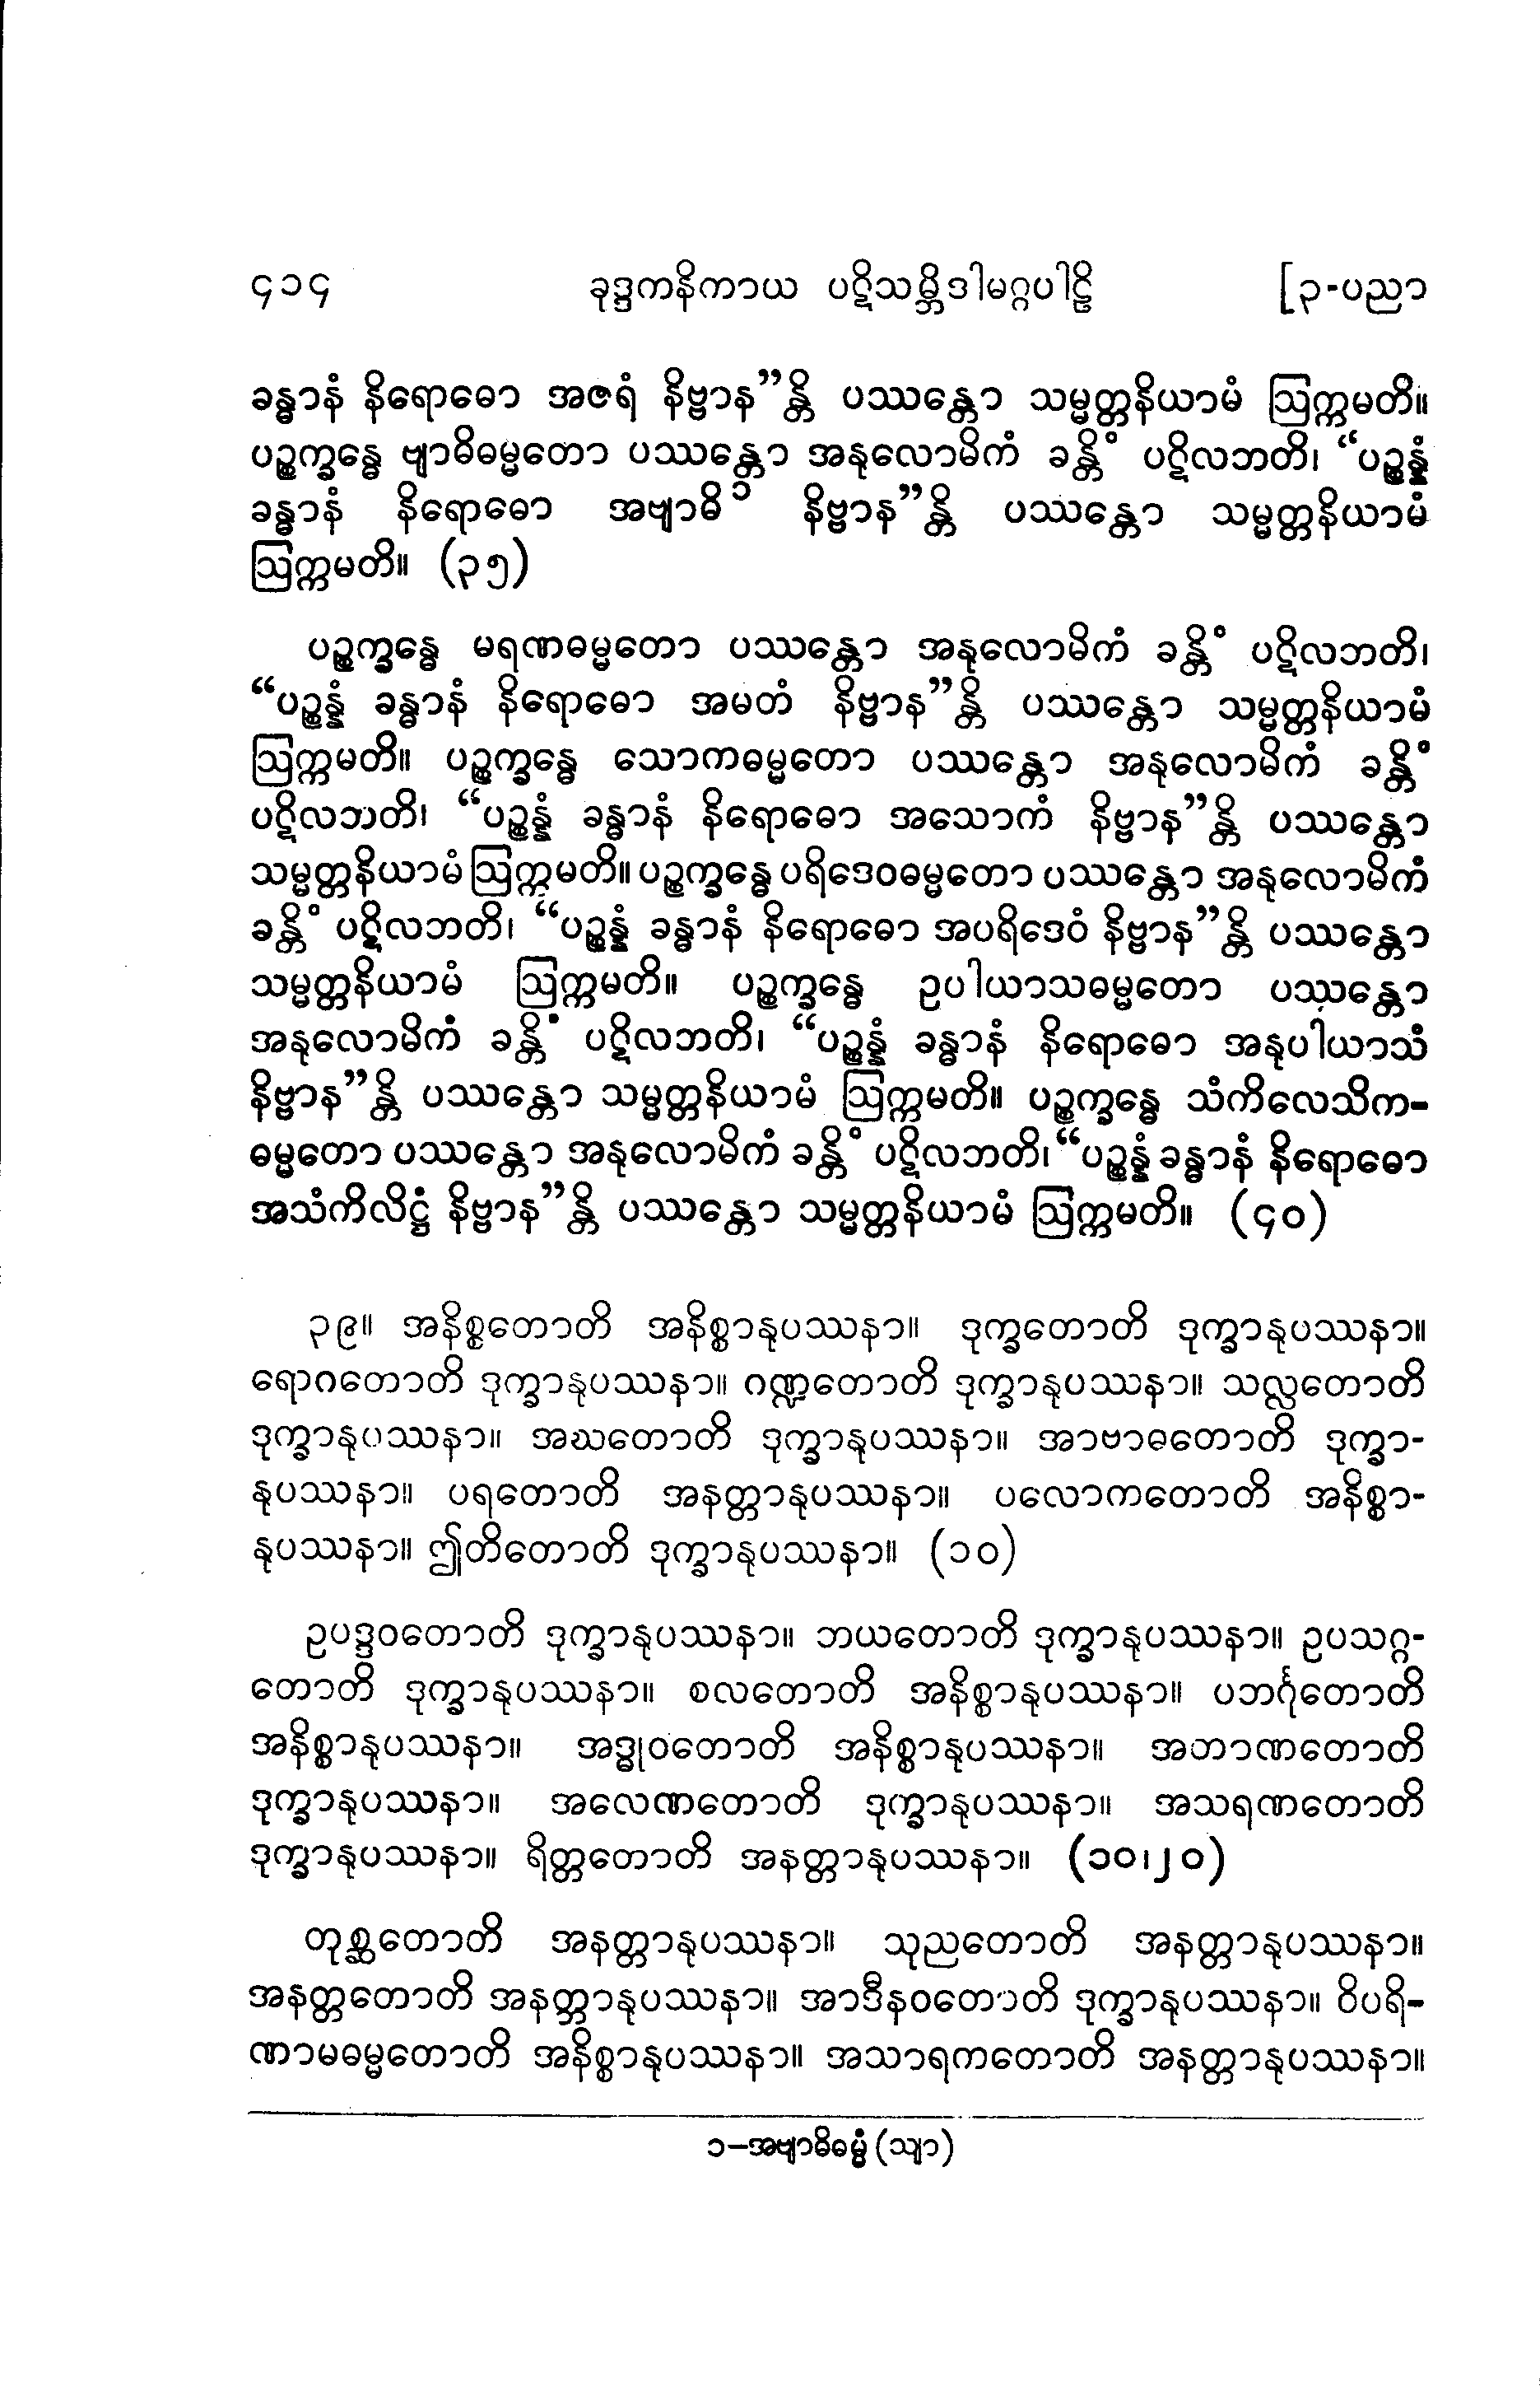 ၄၁၄ ခုဒ္ဒကနိကာယ ပဋိသမ္ဘိဒါမဂ္ဂပါဠိ [၃-ပညာ
ခန္ဓာနံ နိရောဓော အဇရံ နိဗ္ဗာန”န္တိ ပဿန္တော သမ္မတ္တနိယာမံ ဩက္ကမတိ။
ပဉ္စက္ခန္ဓေ ဗျာဓိဓမ္မတော ပဿန္တော အနုလောမိကံ ခန္တိံ ပဋိလဘတိ၊ “ပဉ္စန္နံ
ခန္ဓာနံ နိရောဓော အဗျာဓိ ၁ နိဗ္ဗာန”န္တိ ပဿန္တော သမ္မတ္တနိယာမံ
ဩက္ကမတိ။ (၃၅)
ပဉ္စက္ခန္ဓေ မရဏဓမ္မတော ပဿန္တော အနုလောမိကံ ခန္တိံ ပဋိလဘတိ၊
“ပဉ္စန္နံ ခန္ဓာနံ နိရောဓော အမတံ နိဗ္ဗာန”န္တိ ပဿန္တော သမ္မတ္တနိယာမံ
ဩက္ကမတိ။ ပဉ္စက္ခန္ဓေ သောကဓမ္မတော ပဿန္တော အနုလောမိကံ ခန္တိံ
ပဋိလဘတိ၊ “ပဉ္စန္နံ ခန္ဓာနံ နိရောဓော အသောကံ နိဗ္ဗာန”န္တိ ပဿန္တော
သမ္မတ္တနိယာမံ ဩက္ကမတိ။ ပဉ္စက္ခန္ဓေ ပရိဒေဝဓမ္မတော ပဿန္တော အနုလောမိကံ
ခန္တိံ ပဋိလဘတိ၊ “ပဉ္စန္နံ ခန္ဓာနံ နိရောဓော အပရိဒေဝံ နိဗ္ဗာန”န္တိ ပဿန္တော
သမ္မတ္တနိယာမံ ဩက္ကမတိ။ ပဉ္စက္ခန္ဓေ ဥပါယာသဓမ္မတော ပဿန္တော
အနုလောမိကံ ခန္တိံ ပဋိလဘတိ၊ “ပဉ္စန္နံ ခန္ဓာနံ နိရောဓော အနုပါယာသံ
နိဗ္ဗာန”န္တိ ပဿန္တော သမ္မတ္တနိယာမံ ဩက္ကမတိ။ ပဉ္စက္ခန္ဓေ သံကိလေသိက-
ဓမ္မတော ပဿန္တော အနုလောမိကံ ခန္တိံ ပဋိလဘတိ၊ “ပဉ္စန္နံ ခန္ဓာနံ နိရောဓော
အသံကိလိဋ္ဌံ နိဗ္ဗာန”န္တိ ပဿန္တော သမ္မတ္တနိယာမံ ဩက္ကမတိ။ (၄၀)
၃၉။ အနိစ္စတောတိ အနိစ္စာနုပဿနာ။ ဒုက္ခတောတိ ဒုက္ခာနုပဿနာ။
ရောဂတောတိ ဒုက္ခာနုပဿနာ။ ဂဏ္ဍတောတိ ဒုက္ခာနုပဿနာ။ သလ္လတောတိ
ဒုက္ခာနုပဿနာ။ အဃတောတိ ဒုက္ခာနုပဿနာ။ အာဗာဓတောတိ ဒုက္ခာ-
နုပဿနာ။ ပရတောတိ အနတ္တာနုပဿနာ။ ပလောကတောတိ အနိစ္စာ-
နုပဿနာ။ ဤတိတောတိ ဒုက္ခာနုပဿနာ။ (၁၀)
ဥပဒ္ဒဝတောတိ ဒုက္ခာနုပဿနာ။ ဘယတောတိ ဒုက္ခာနုပဿနာ။ ဥပသဂ္ဂ-
တောတိ ဒုက္ခာနုပဿနာ။ စလတောတိ အနိစ္စာနုပဿနာ။ ပဘင်္ဂုတောတိ
အနိစ္စာနုပဿနာ။ အဒ္ဓုဝတောတိ အနိစ္စာနုပဿနာ။ အတာဏတောတိ
ဒုက္ခာနုပဿနာ။ အလေဏတောတိ ဒုက္ခာနုပဿနာ။ အသရဏတောတိ
ဒုက္ခာနုပဿနာ။ ရိတ္တတောတိ အနတ္တာနုပဿနာ။ (၁၀၊၂၀)
တုစ္ဆတောတိ အနတ္တာနုပဿနာ။ သုညတောတိ အနတ္တာနုပဿနာ။
အနတ္တတောတိ အနတ္တာနုပဿနာ။ အာဒီနဝတောတိ ဒုက္ခာနုပဿနာ။ ဝိပရိ-
ဏာမဓမ္မတောတိ အနိစ္စာနုပဿနာ။ အသာရကတောတိ အနတ္တာနုပဿနာ။
၁–အဗျာဓိဓမ္မံ (သျာ)